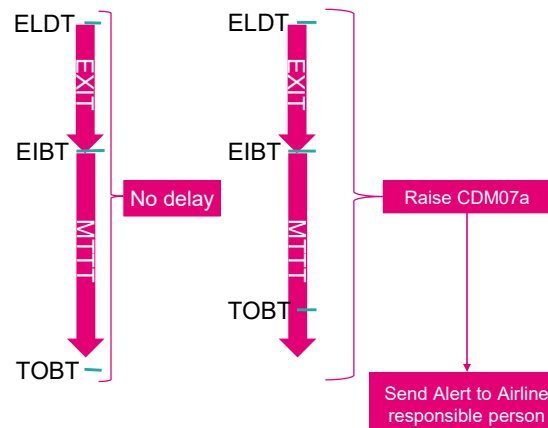 ELDT
EXIT
EIBT
No delay
MTTT
TOBT
ELDT
EXIT
EIBT
Raise CDM07a
MTTT
TOBT
Send Alert to Airline
responsible person